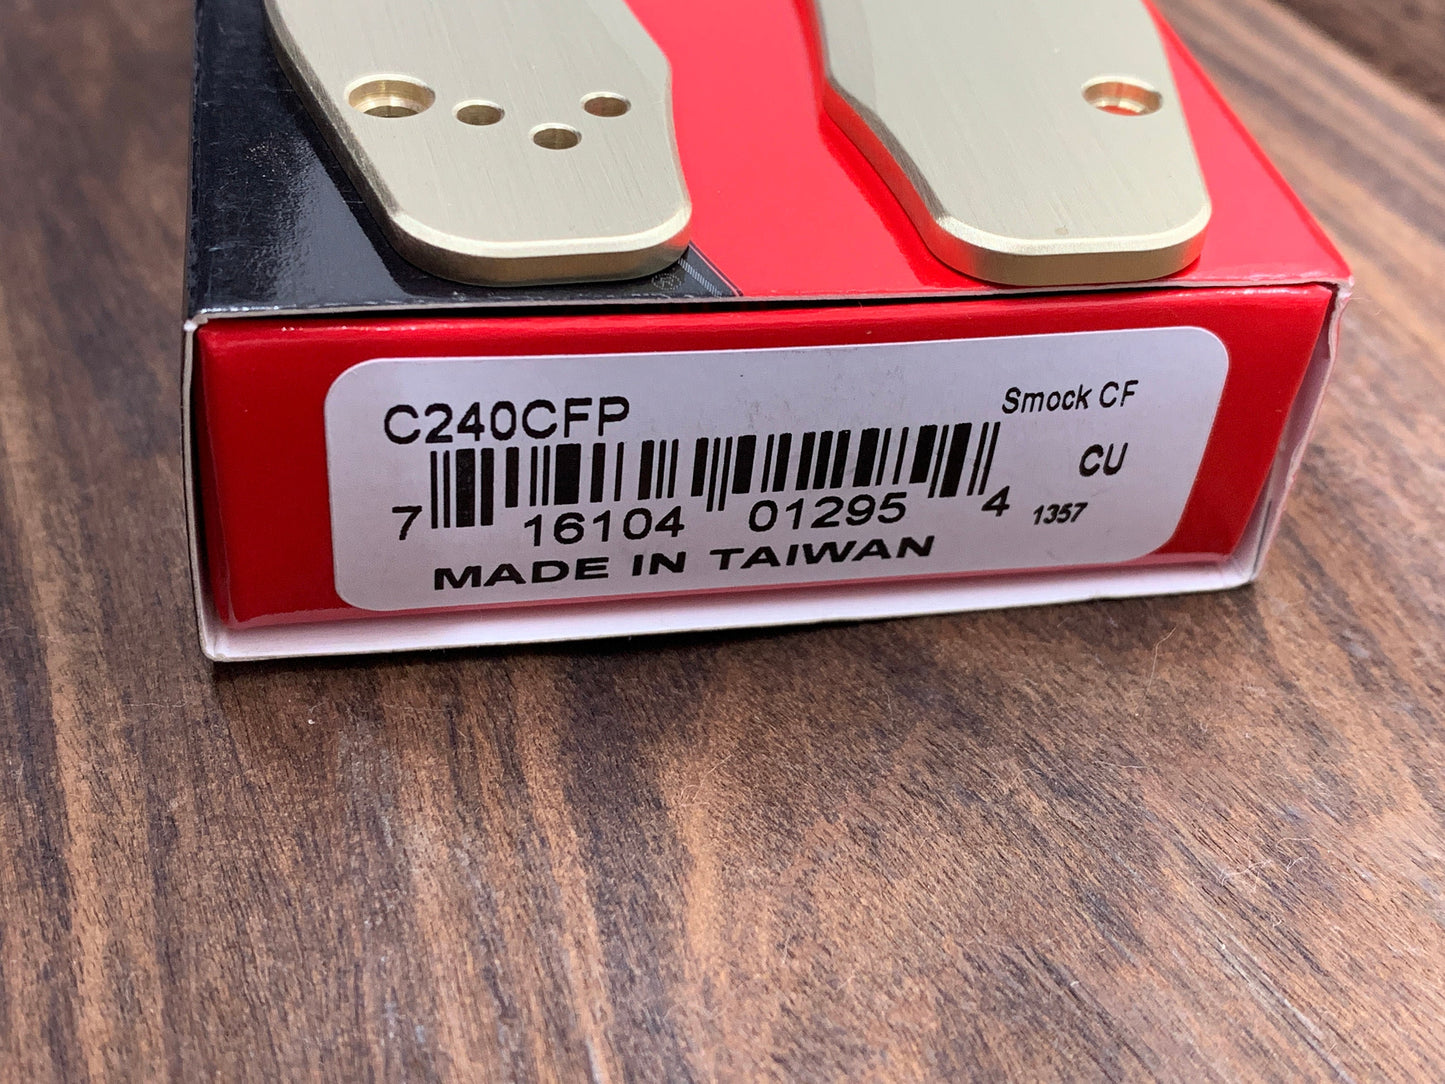 C240CFP
Smock CF
CU
7 16104 01295 4
1357
MADE IN TAIWAN